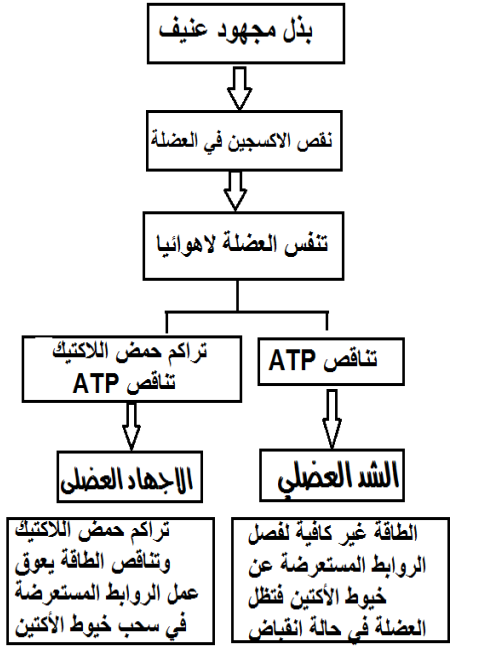 بذل مجهود عنيف
نقص الاكسجين في العضلة
تنفس العضلة لاهوائيا
تناقص ATP
تراكم حمض اللاكتيك
تناقص ATP
الشد العضلي
الاجهاد العضلى
الطاقة غير كافية لفصل
الروابط المستعرضة عن
خيوط الأكتين فتظل
العضلة في حالة انقباض
تراكم حمض اللاكتيك
وتناقص الطاقة يعوق
عمل الروابط المستعرضة
في سحب خيوط الأكتين